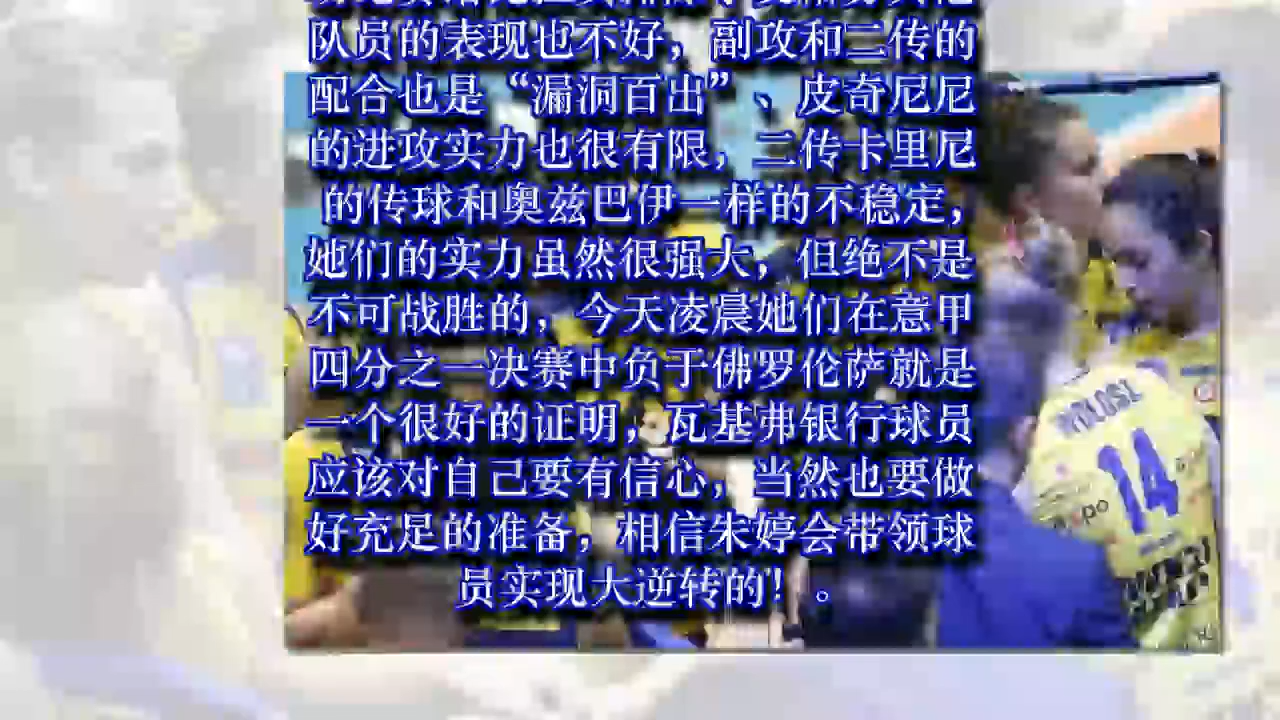 队员的表现也不好，副攻和二传的
配合也是“漏洞百出”、皮奇尼尼
的进攻实力也很有限，二传卡里尼
的传球和奥兹巴伊一样的不稳定，
她们的实力虽然很强大，但绝不是
不可战胜的，今天凌晨她们在意甲
四分之一决赛中负于佛罗伦萨就是
一个很好的证明，瓦基弗银行球员
应该对自己要有信心，当然也要做
好充足的准备，相信朱婷会带领球
员实现大逆转的！。
WOLOSZ
14